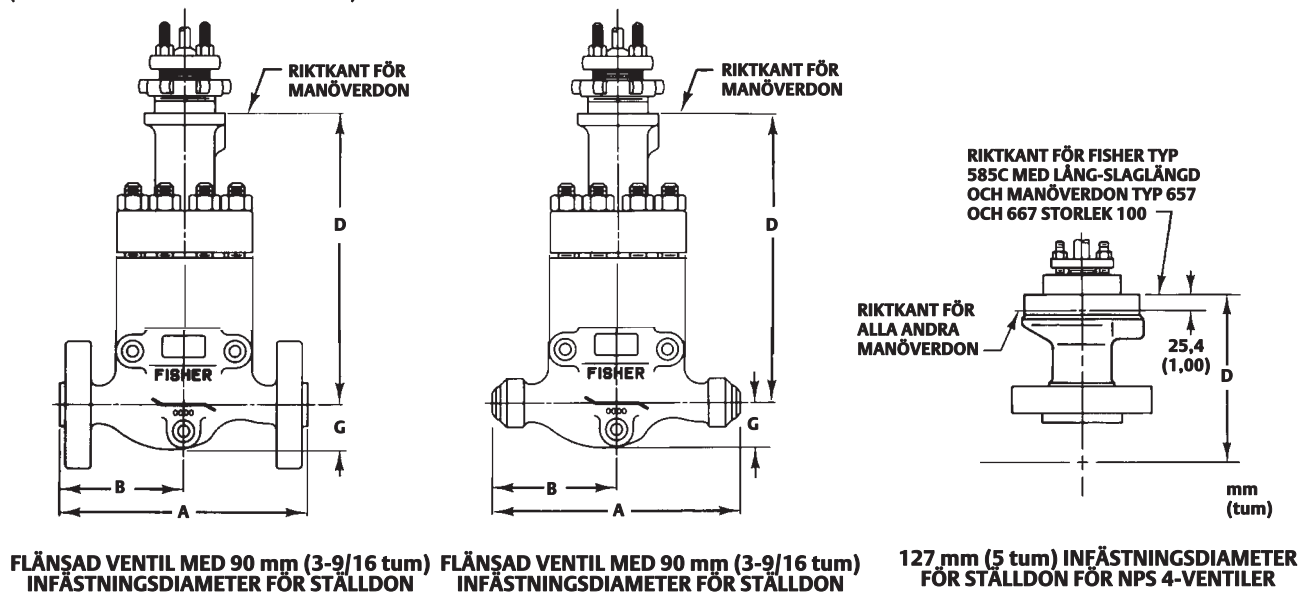 RIKTKANT FÖR
MANÖVERDON
D
FISHER
G
B
A
RIKTKANT FÖR
MANÖVERDON
D
FISHER
G
B
A
RIKTKANT FÖR FISHER TYP
585C MED LÅNG-SLAGLÄNGD
OCH MANÖVERDON TYP 657
OCH 667 STORLEK 100
RIKTKANT FÖR
ALLA ANDRA
MANÖVERDON
25,4
(1,00)
D
mm
(tum)
FLÄNSAD VENTIL MED 90 mm (3-9/16 tum)
INFÄSTNINGSDIAMETER FÖR STÄLLDON
FLÄNSAD VENTIL MED 90 mm (3-9/16 tum)
INFÄSTNINGSDIAMETER FÖR STÄLLDON
127 mm (5 tum) INFÄSTNINGSDIAMETER
FÖR STÄLLDON FÖR NPS 4-VENTILER